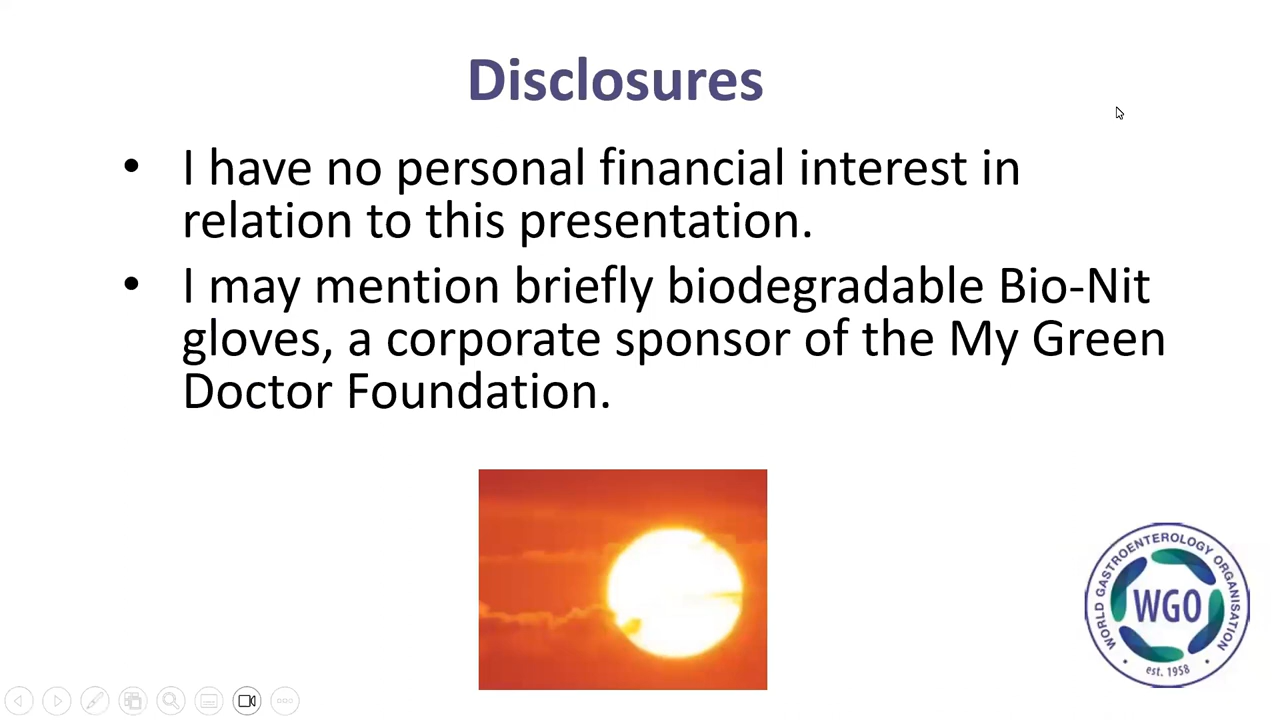 Disclosures
• I have no personal financial interest in
relation to this presentation.
• I may mention briefly biodegradable Bio-Nit
gloves, a corporate sponsor of the My Green
Doctor Foundation.
WORLD GASTROENTEROLOGY ORGANISATION
WGO
est. 1958